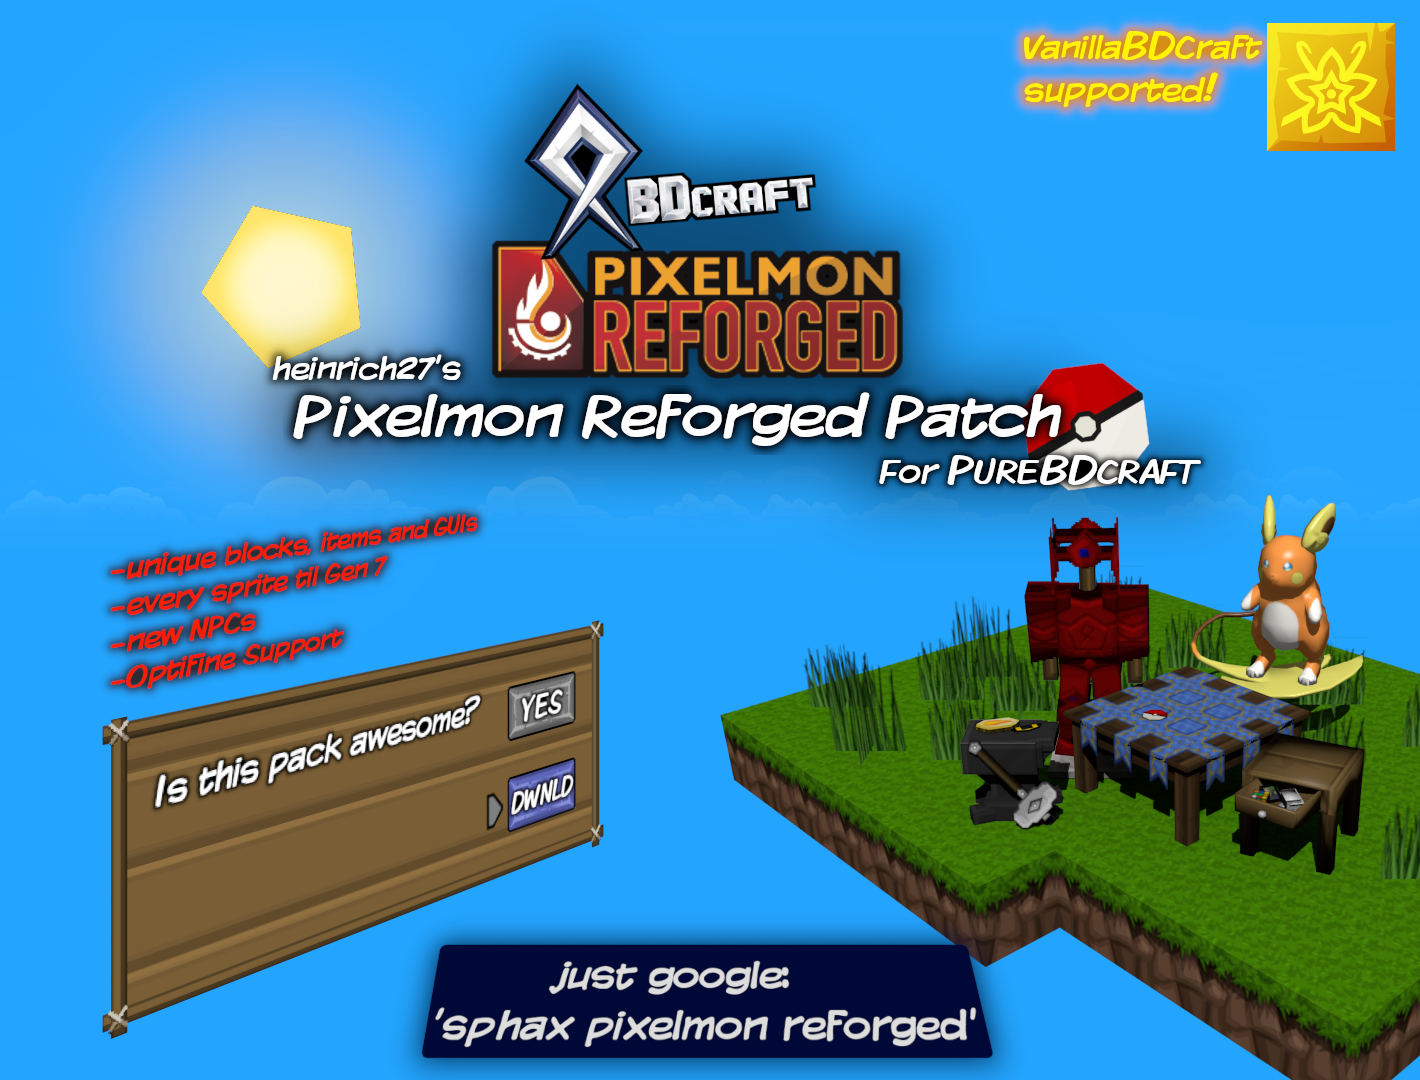 VanillaBDCraft
supported!
BDCRAFT
PIXELMON
REFORGED
heinrich27's
Pixelmon Reforged Patch
For PUREBDCRAFT
-unique blocks, items and GUIs
-every sprite til Gen 7
-new NPCs
-OptiFine Support
Is this pack awesome?
YES
DWNLD
just google:
'sphax pixelmon reforged'